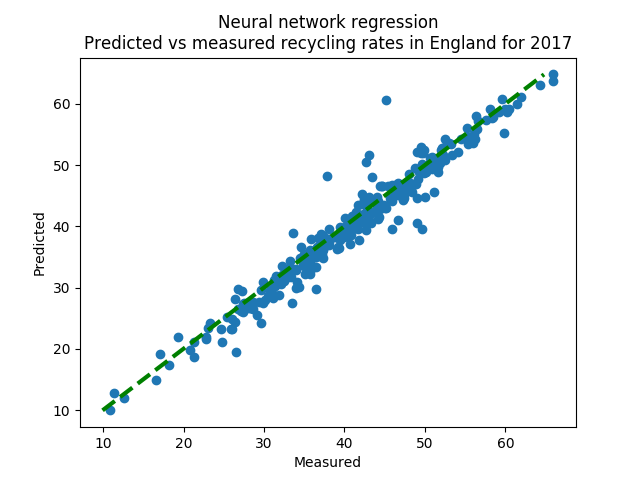 Neural network regression
Predicted vs measured recycling rates in England for 2017
60
50
40
30
20
10
Predicted
10 20 30 40 50 60
Measured